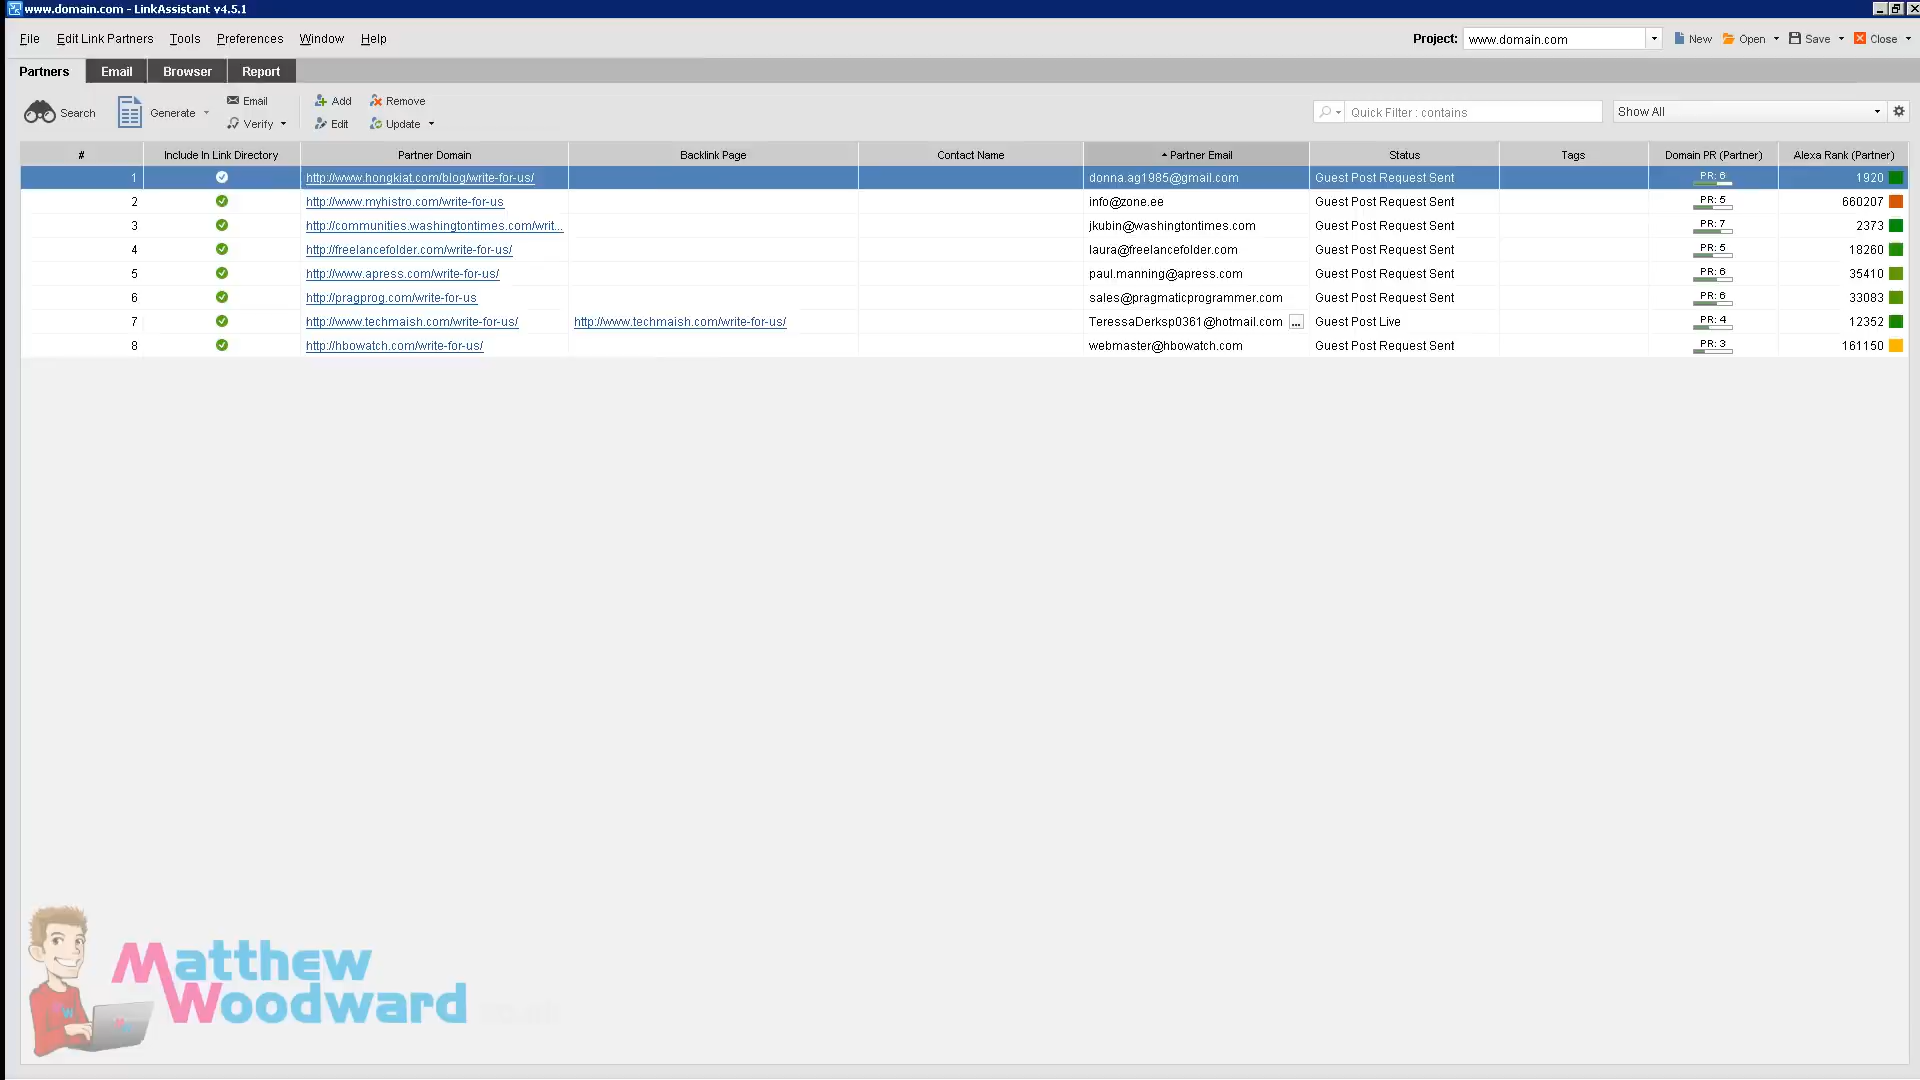 www.domain.com - LinkAssistant v4.5.1
File Edit Link Partners Tools Preferences Window Help Project: www.domain.com New Open Save Close
Partners Email Browser Report
Search Generate Email Verify Add Edit Remove Update Quick Filter : contains Show All
# Include In Link Directory Partner Domain Backlink Page Contact Name Partner Email Status Tags Domain PR (Partner) Alexa Rank (Partner)
1 http://www.hongkiat.com/blog/write-for-us/ donna.ag1985@gmail.com Guest Post Request Sent PR: 6 1920
2 http://www.myhistro.com/write-for-us info@zone.ee Guest Post Request Sent PR: 5 660207
3 http://communities.washingtontimes.com/writ... jkubin@washingtontimes.com Guest Post Request Sent PR: 7 2373
4 http://freelancefolder.com/write-for-us/ laura@freelancefolder.com Guest Post Request Sent PR: 5 18260
5 http://www.apress.com/write-for-us/ paul.manning@apress.com Guest Post Request Sent PR: 6 35410
6 http://pragprog.com/write-for-us sales@pragmaticprogrammer.com Guest Post Request Sent PR: 6 33083
7 http://www.techmaish.com/write-for-us/ http://www.techmaish.com/write-for-us/ TeressaDerksp0361@hotmail.com ... Guest Post Live PR: 4 12352
8 http://hbowatch.com/write-for-us/ webmaster@hbowatch.com Guest Post Request Sent PR: 3 161150
Matthew
Woodward